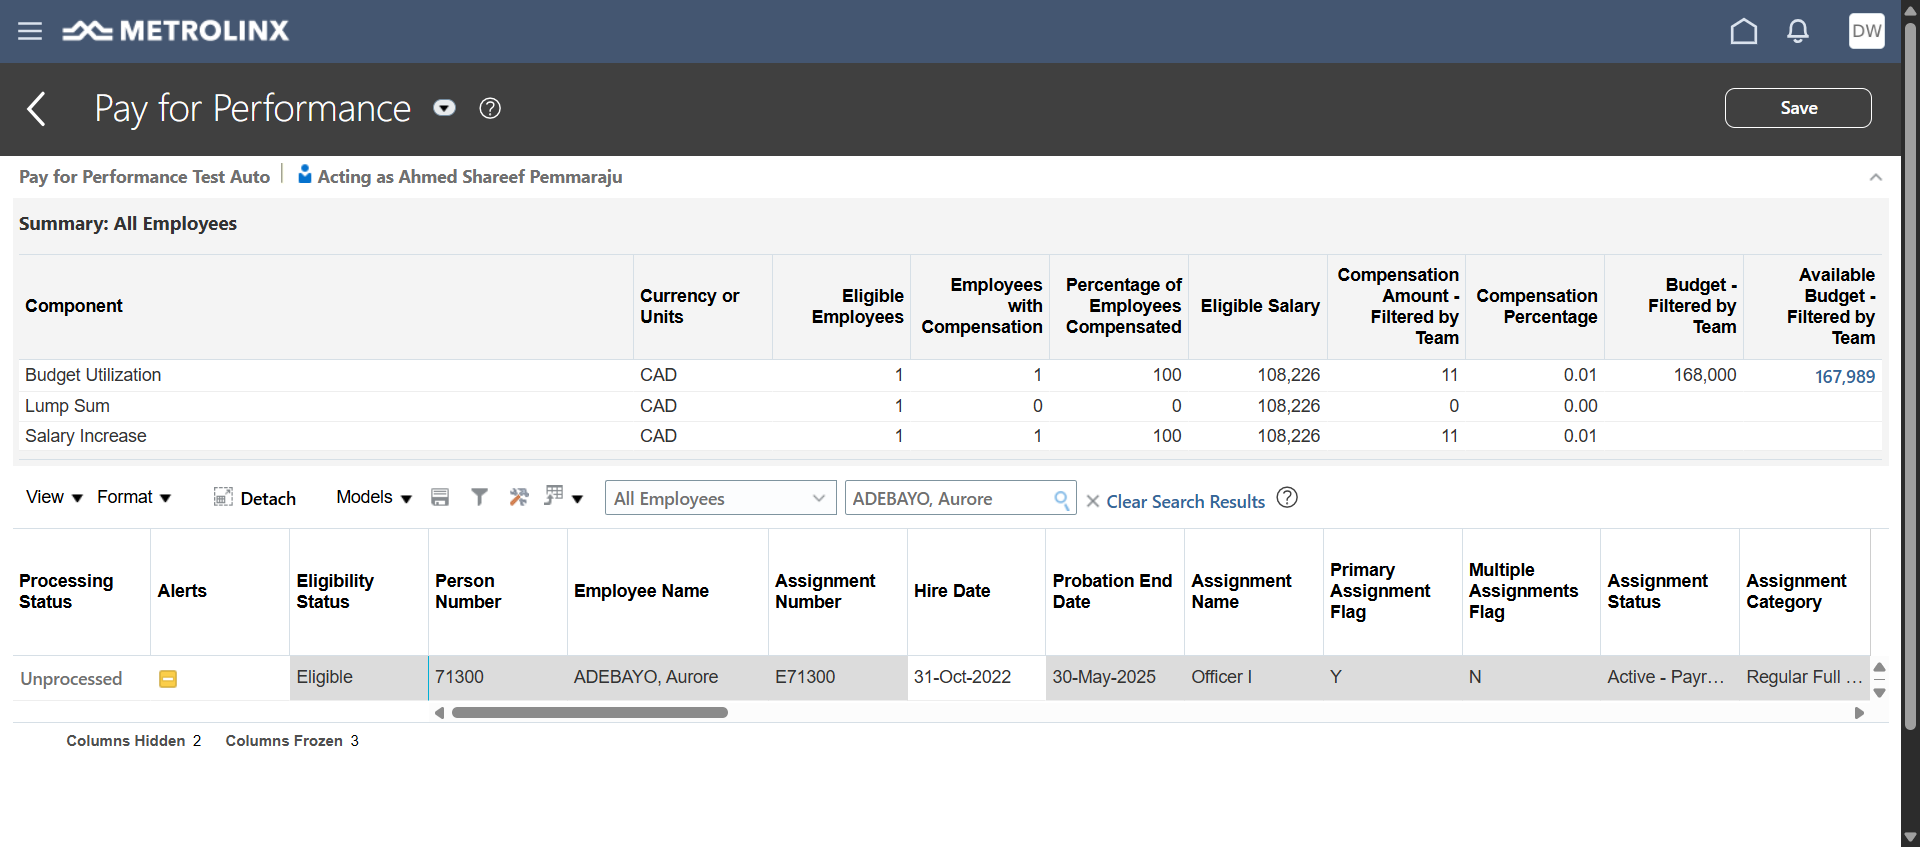 METROLINX
DW
Pay for Performance
Save
Pay for Performance Test Auto Acting as Ahmed Shareef Pemmaraju
Summary: All Employees
Component Currency or Units Eligible Employees Employees with Compensation Percentage of Employees Compensated Eligible Salary Compensation Amount - Filtered by Team Compensation Percentage Budget - Filtered by Team Available Budget - Filtered by Team
Budget Utilization CAD 1 1 100 108,226 11 0.01 168,000 167,989
Lump Sum CAD 1 0 0 108,226 0 0.00
Salary Increase CAD 1 1 100 108,226 11 0.01
View Format Detach Models All Employees ADEBAYO, Aurore Clear Search Results
Processing Status Alerts Eligibility Status Person Number Employee Name Assignment Number Hire Date Probation End Date Assignment Name Primary Assignment Flag Multiple Assignments Flag Assignment Status Assignment Category
Unprocessed Eligible 71300 ADEBAYO, Aurore E71300 31-Oct-2022 30-May-2025 Officer I Y N Active - Payr... Regular Full ...
Columns Hidden 2 Columns Frozen 3